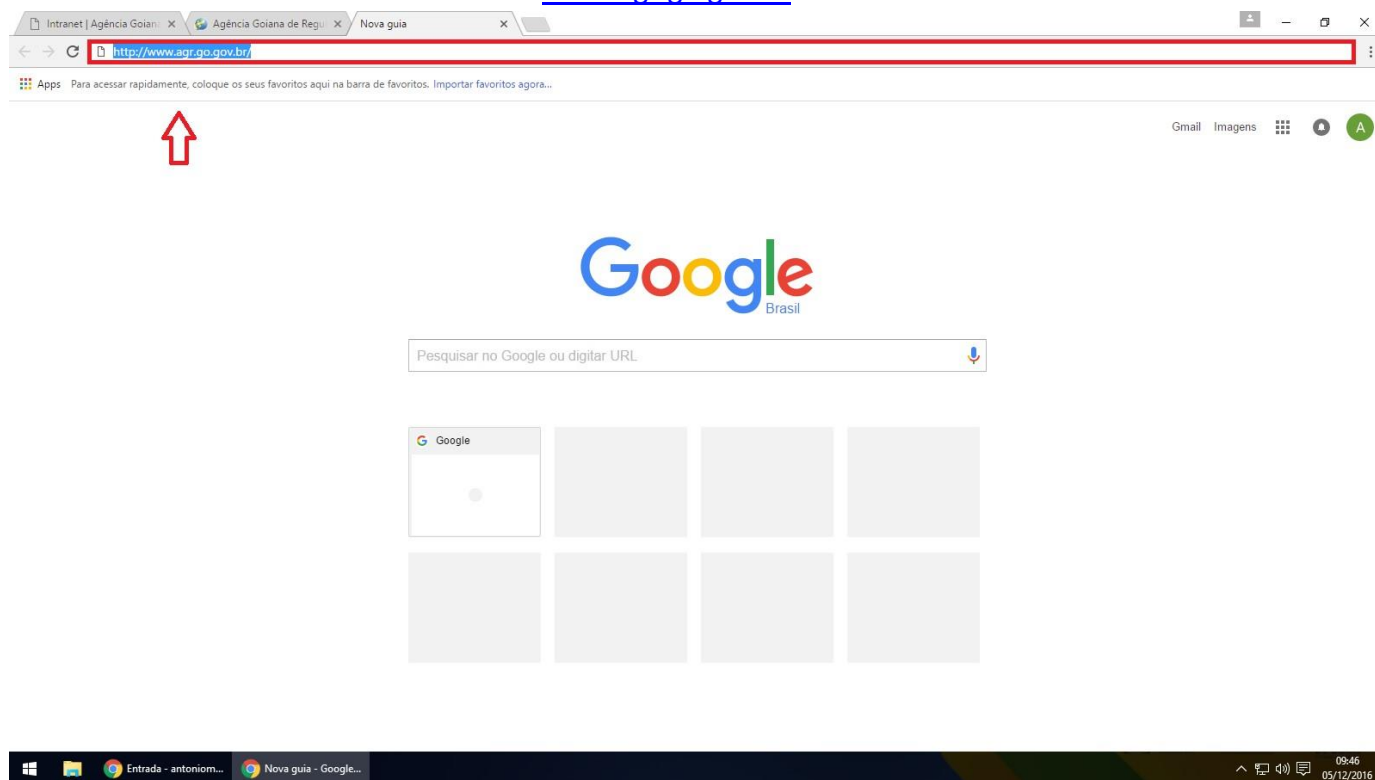 Intranet | Agência Goian
Agência Goiana de Regu
Nova guia
http://www.agr.go.gov.br/
Apps Para acessar rapidamente, coloque os seus favoritos aqui na barra de favoritos. Importar favoritos agora...
Gmail Imagens
A
Google
Brasil
Pesquisar no Google ou digitar URL
G Google
Entrada - antoniom...
Nova guia - Google...
09:46
05/12/2016